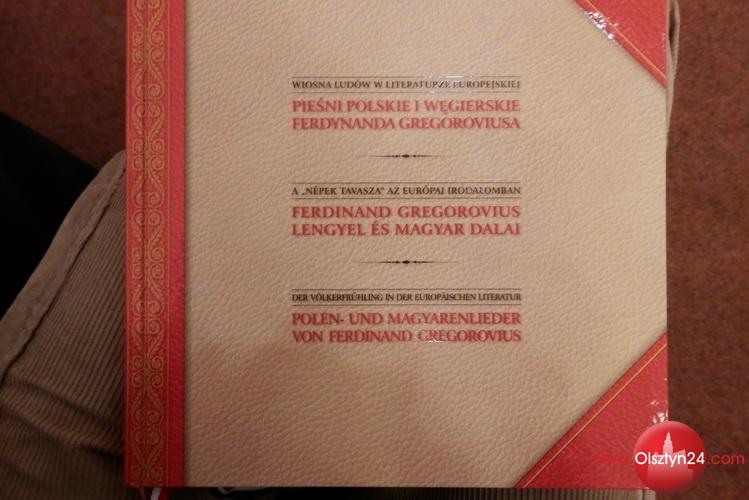 WIOSNA LUDÓW W LITERATURZE EUROPEJSKIEJ
PIEŚNI POLSKIE I WĘGIERSKIE
FERDYNANDA GREGOROVIUSA
A „NÉPEK TAVASZA” AZ EURÓPAI IRODALOMBAN
FERDINAND GREGOROVIUS
LENGYEL ÉS MAGYAR DALAI
DER VÖLKERFRÜHLING IN DER EUROPÄISCHEN LITERATUR
POLEN- UND MAGYARENLIEDER
VON FERDINAND GREGOROVIUS
www.Olsztyn24.com